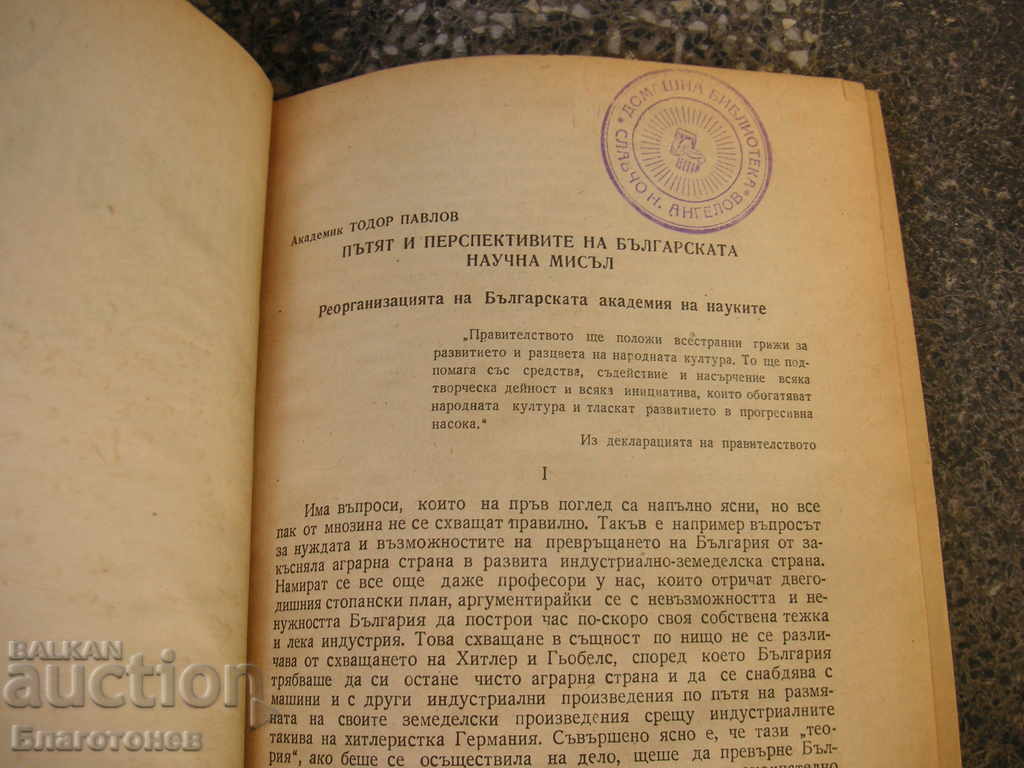 ДОМАШНА БИБЛИОТЕКА
СЛАВЧО Н. АНГЕЛОВ
Академик ТОДОР ПАВЛОВ
ПЪТЯТ И ПЕРСПЕКТИВИТЕ НА БЪЛГАРСКАТА
НАУЧНА МИСЪЛ
Реорганизацията на Българската академия на науките
„Правителството ще положи всестранни грижи за
развитието и разцвета на народната култура. То ще под-
помага със средства, съдействие и насърчение всяка
творческа дейност и всяка инициатива, които обогатяват
народната култура и тласкат развитието в прогресивна
насока.“
Из декларацията на правителството
I
Има въпроси, които на пръв поглед са напълно ясни, но все
пак от мнозина не се схващат правилно. Такъв е например въпросът
за нуждата и възможностите на превръщането на България от за-
късняла аграрна страна в развита индустриално-земеделска страна.
Намират се все още даже професори у нас, които отричат двего-
дишния стопански план, аргументирайки се с невъзможността и не-
нужността България да построи час по-скоро своя собствена тежка
и лека индустрия. Това схващане в същност по нищо не се разли-
чава от схващането на Хитлер и Гьобелс, според което България
трябваше да си остане чисто аграрна страна и да се снабдява с
машини и с други индустриални произведения по пътя на размя-
ната на своите земеделски произведения срещу индустриалните
такива на хитлеристка Германия. Съвършено ясно е, че тази „тео-
рия“, ако беше се осъществила на дело, щеше да превърне Бъл-
BALKAN
auction
Благотонев